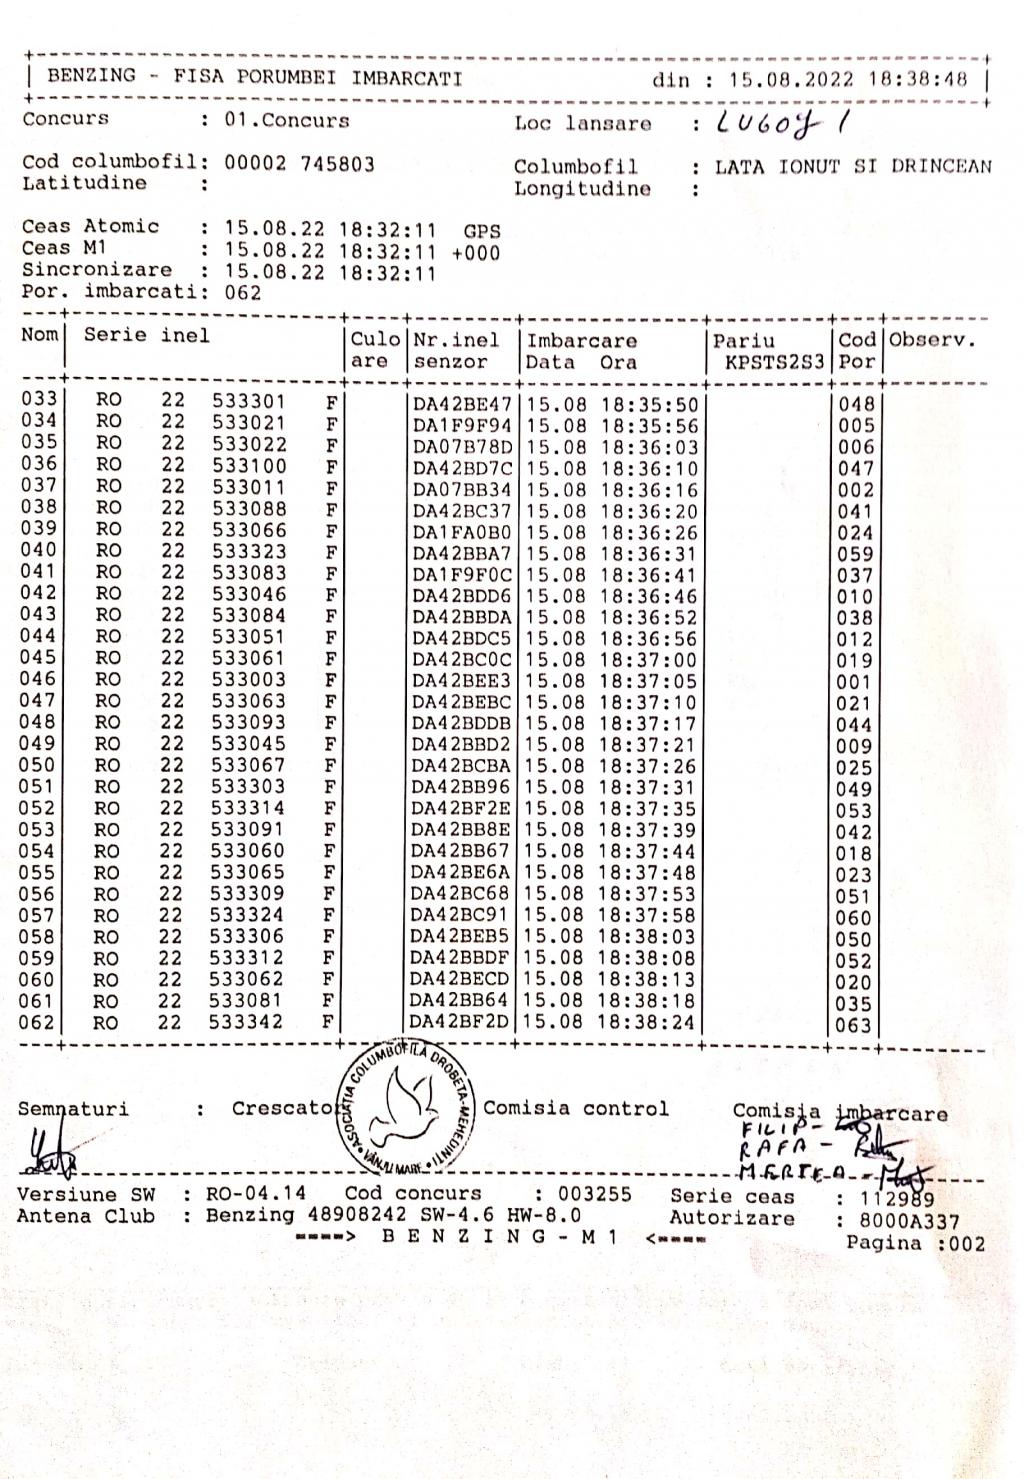 BENZING - FISA PORUMBEI IMBARCATI din : 15.08.2022 18:38:48
Concurs : 01.Concurs Loc lansare : LUGOJ 1
Cod columbofil: 00002 745803 Columbofil : LATA IONUT SI DRINCEAN
Latitudine : Longitudine :
Ceas Atomic : 15.08.22 18:32:11 GPS
Ceas M1 : 15.08.22 18:32:11 +000
Sincronizare : 15.08.22 18:32:11
Por. imbarcati: 062
Nom| Serie inel |Culo|Nr.inel |Imbarcare |Pariu |Cod|Observ.
| |are |senzor |Data Ora | KPSTS2S3|Por|
033| RO 22 533301 F| |DA42BE47|15.08 18:35:50| |048|
034| RO 22 533021 F| |DA1F9F94|15.08 18:35:56| |005|
035| RO 22 533022 F| |DA07B78D|15.08 18:36:03| |006|
036| RO 22 533100 F| |DA42BD7C|15.08 18:36:10| |047|
037| RO 22 533011 F| |DA07BB34|15.08 18:36:16| |002|
038| RO 22 533088 F| |DA42BC37|15.08 18:36:20| |041|
039| RO 22 533066 F| |DA1FA0B0|15.08 18:36:26| |024|
040| RO 22 533323 F| |DA42BBA7|15.08 18:36:31| |059|
041| RO 22 533083 F| |DA1F9F0C|15.08 18:36:41| |037|
042| RO 22 533046 F| |DA42BDD6|15.08 18:36:46| |010|
043| RO 22 533084 F| |DA42BBDA|15.08 18:36:52| |038|
044| RO 22 533051 F| |DA42BDC5|15.08 18:36:56| |012|
045| RO 22 533061 F| |DA42BC0C|15.08 18:37:00| |019|
046| RO 22 533003 F| |DA42BEE3|15.08 18:37:05| |001|
047| RO 22 533063 F| |DA42BEBC|15.08 18:37:10| |021|
048| RO 22 533093 F| |DA42BDDB|15.08 18:37:17| |044|
049| RO 22 533045 F| |DA42BBD2|15.08 18:37:21| |009|
050| RO 22 533067 F| |DA42BCBA|15.08 18:37:26| |025|
051| RO 22 533303 F| |DA42BB96|15.08 18:37:31| |049|
052| RO 22 533314 F| |DA42BF2E|15.08 18:37:35| |053|
053| RO 22 533091 F| |DA42BB8E|15.08 18:37:39| |042|
054| RO 22 533060 F| |DA42BB67|15.08 18:37:44| |018|
055| RO 22 533065 F| |DA42BE6A|15.08 18:37:48| |023|
056| RO 22 533309 F| |DA42BC68|15.08 18:37:53| |051|
057| RO 22 533324 F| |DA42BC91|15.08 18:37:58| |060|
058| RO 22 533306 F| |DA42BEB5|15.08 18:38:03| |050|
059| RO 22 533312 F| |DA42BBDF|15.08 18:38:08| |052|
060| RO 22 533062 F| |DA42BECD|15.08 18:38:13| |020|
061| RO 22 533081 F| |DA42BB64|15.08 18:38:18| |035|
062| RO 22 533342 F| |DA42BF2D|15.08 18:38:24| |063|
ASOCIAȚIA COLUMBOFILĂ DROBETA-MEHEDINȚI
VÂNJU MARE
Semnaturi : Crescator Comisia control Comisia imbarcare
FILIP-
RAFA -
MERTEA -
Versiune SW : RO-04.14 Cod concurs : 003255 Serie ceas : 112989
Antena Club : Benzing 48908242 SW-4.6 HW-8.0 Autorizare : 8000A337
----> B E N Z I N G - M 1 <---- Pagina :002